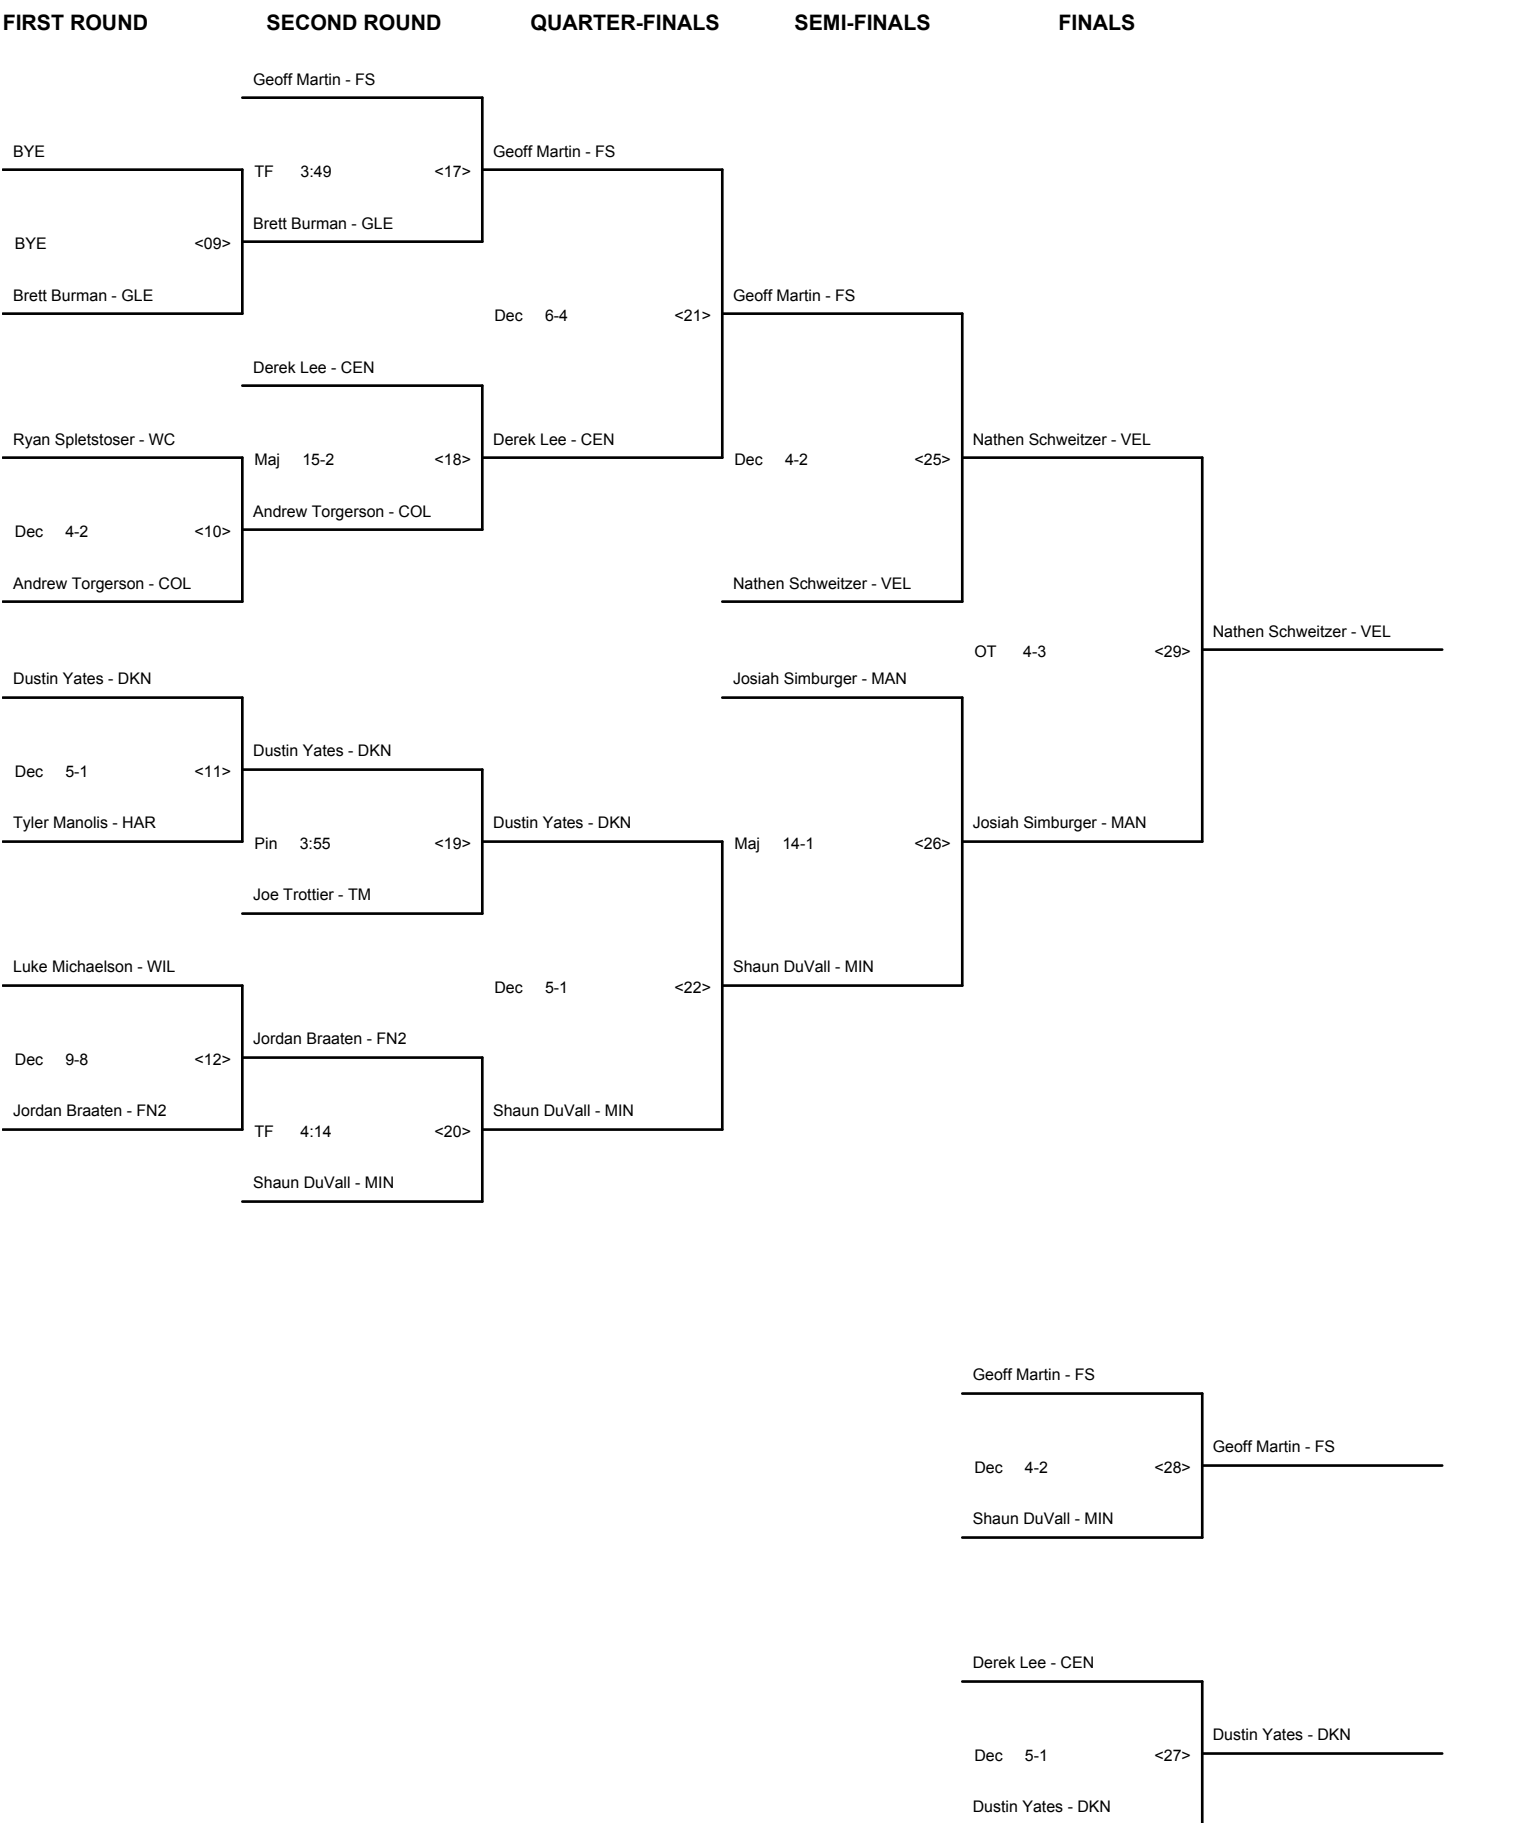 FIRST ROUND SECOND ROUND QUARTER-FINALS SEMI-FINALS FINALS
Geoff Martin - FS
BYE Geoff Martin - FS
TF 3:49 <17>
Brett Burman - GLE
BYE <09>
Brett Burman - GLE Geoff Martin - FS
Dec 6-4 <21>
Derek Lee - CEN
Ryan Spletstoser - WC Derek Lee - CEN Nathen Schweitzer - VEL
Maj 15-2 <18> Dec 4-2 <25>
Andrew Torgerson - COL
Dec 4-2 <10>
Andrew Torgerson - COL Nathen Schweitzer - VEL
Nathen Schweitzer - VEL
OT 4-3 <29>
Dustin Yates - DKN Josiah Simburger - MAN
Dustin Yates - DKN
Dec 5-1 <11>
Tyler Manolis - HAR Dustin Yates - DKN Josiah Simburger - MAN
Pin 3:55 <19> Maj 14-1 <26>
Joe Trottier - TM
Luke Michaelson - WIL Shaun DuVall - MIN
Dec 5-1 <22>
Jordan Braaten - FN2
Dec 9-8 <12>
Jordan Braaten - FN2 Shaun DuVall - MIN
TF 4:14 <20>
Shaun DuVall - MIN
Geoff Martin - FS
Geoff Martin - FS
Dec 4-2 <28>
Shaun DuVall - MIN
Derek Lee - CEN
Dustin Yates - DKN
Dec 5-1 <27>
Dustin Yates - DKN